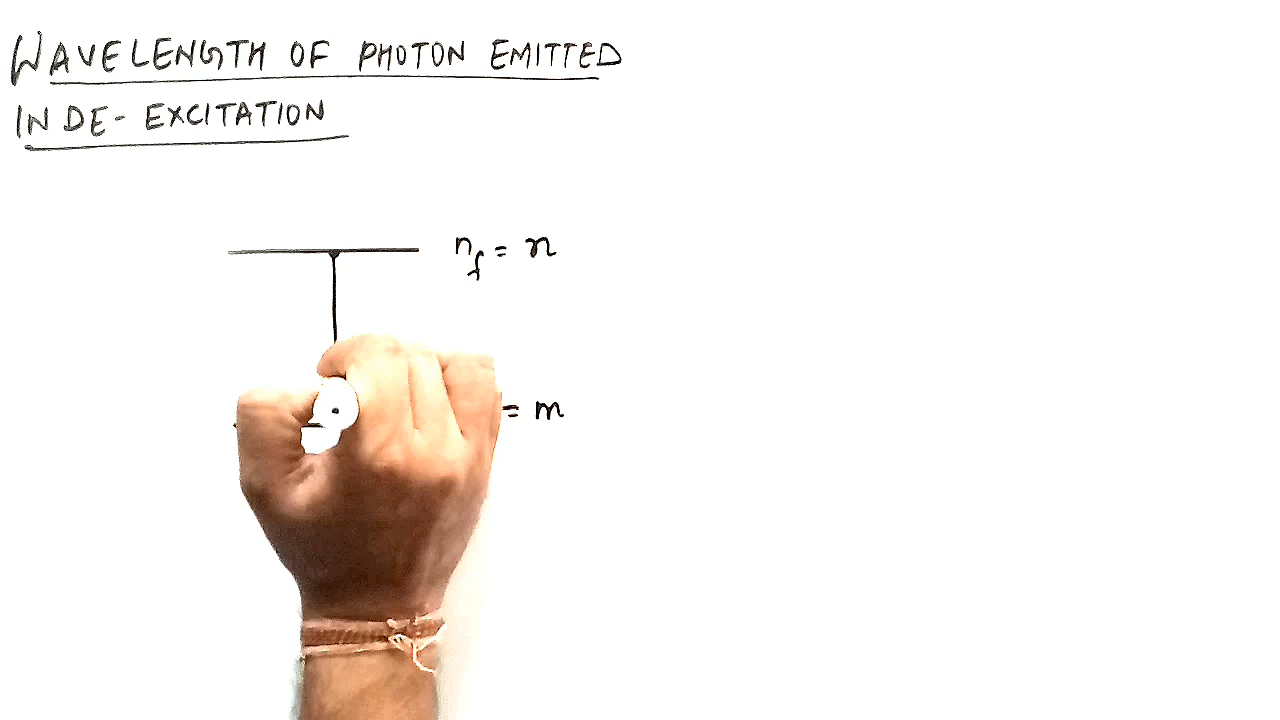 WAVELENGTH OF PHOTON EMITTED
IN DE- EXCITATION
n_f = n
= m